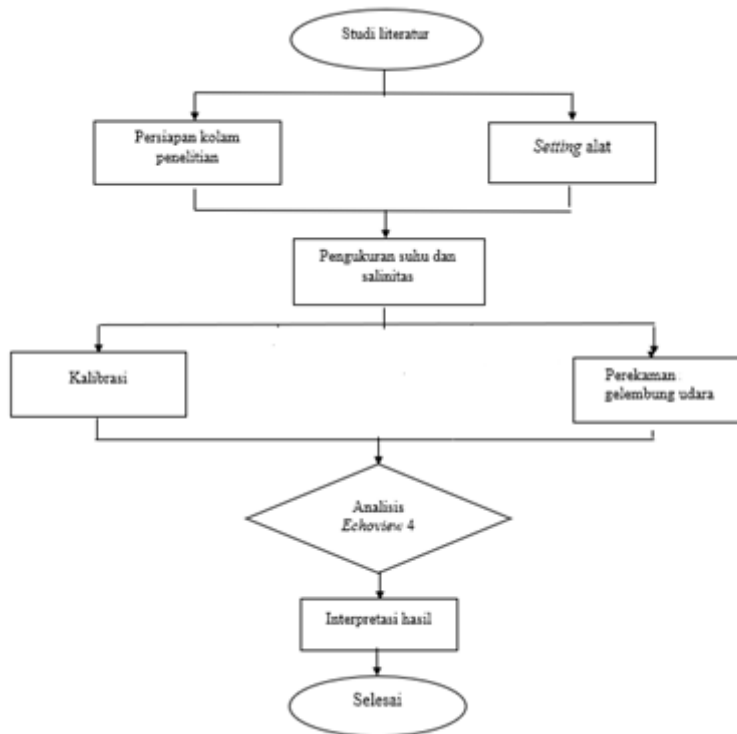 Studi literatur
Persiapan kolam
penelitian
Setting alat
Pengukuran suhu dan
salinitas
Kalibrasi
Perekaman
gelembung udara
Analisis
Echoview 4
Interpretasi hasil
Selesai